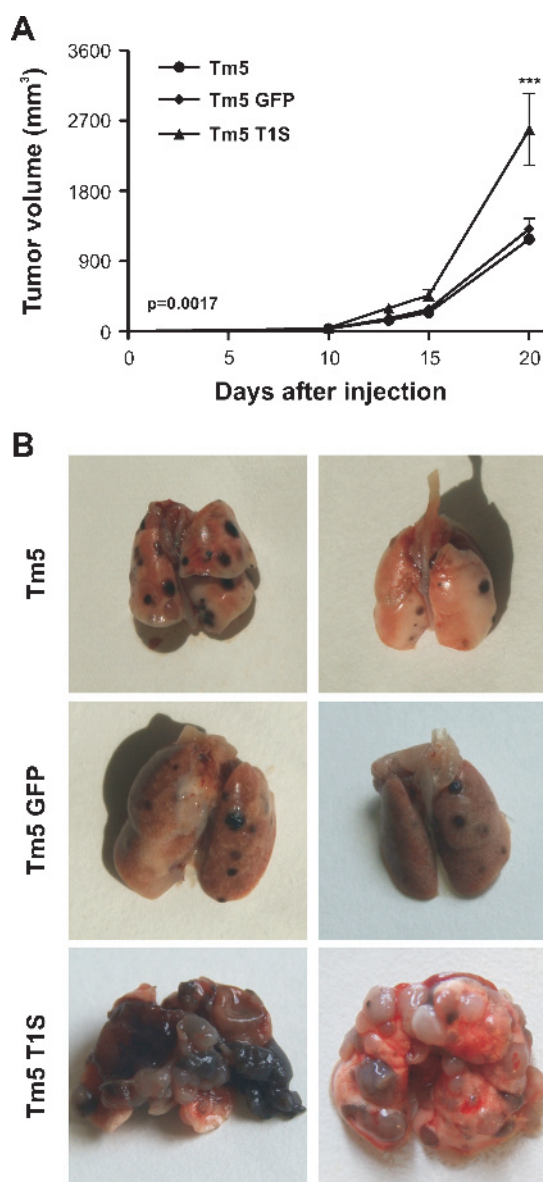 A
Tumor volume (mm³)
3600
2700
1800
900
0
Tm5
Tm5 GFP
Tm5 T1S
***
p=0.0017
0 5 10 15 20
Days after injection
B
Tm5
Tm5 GFP
Tm5 T1S